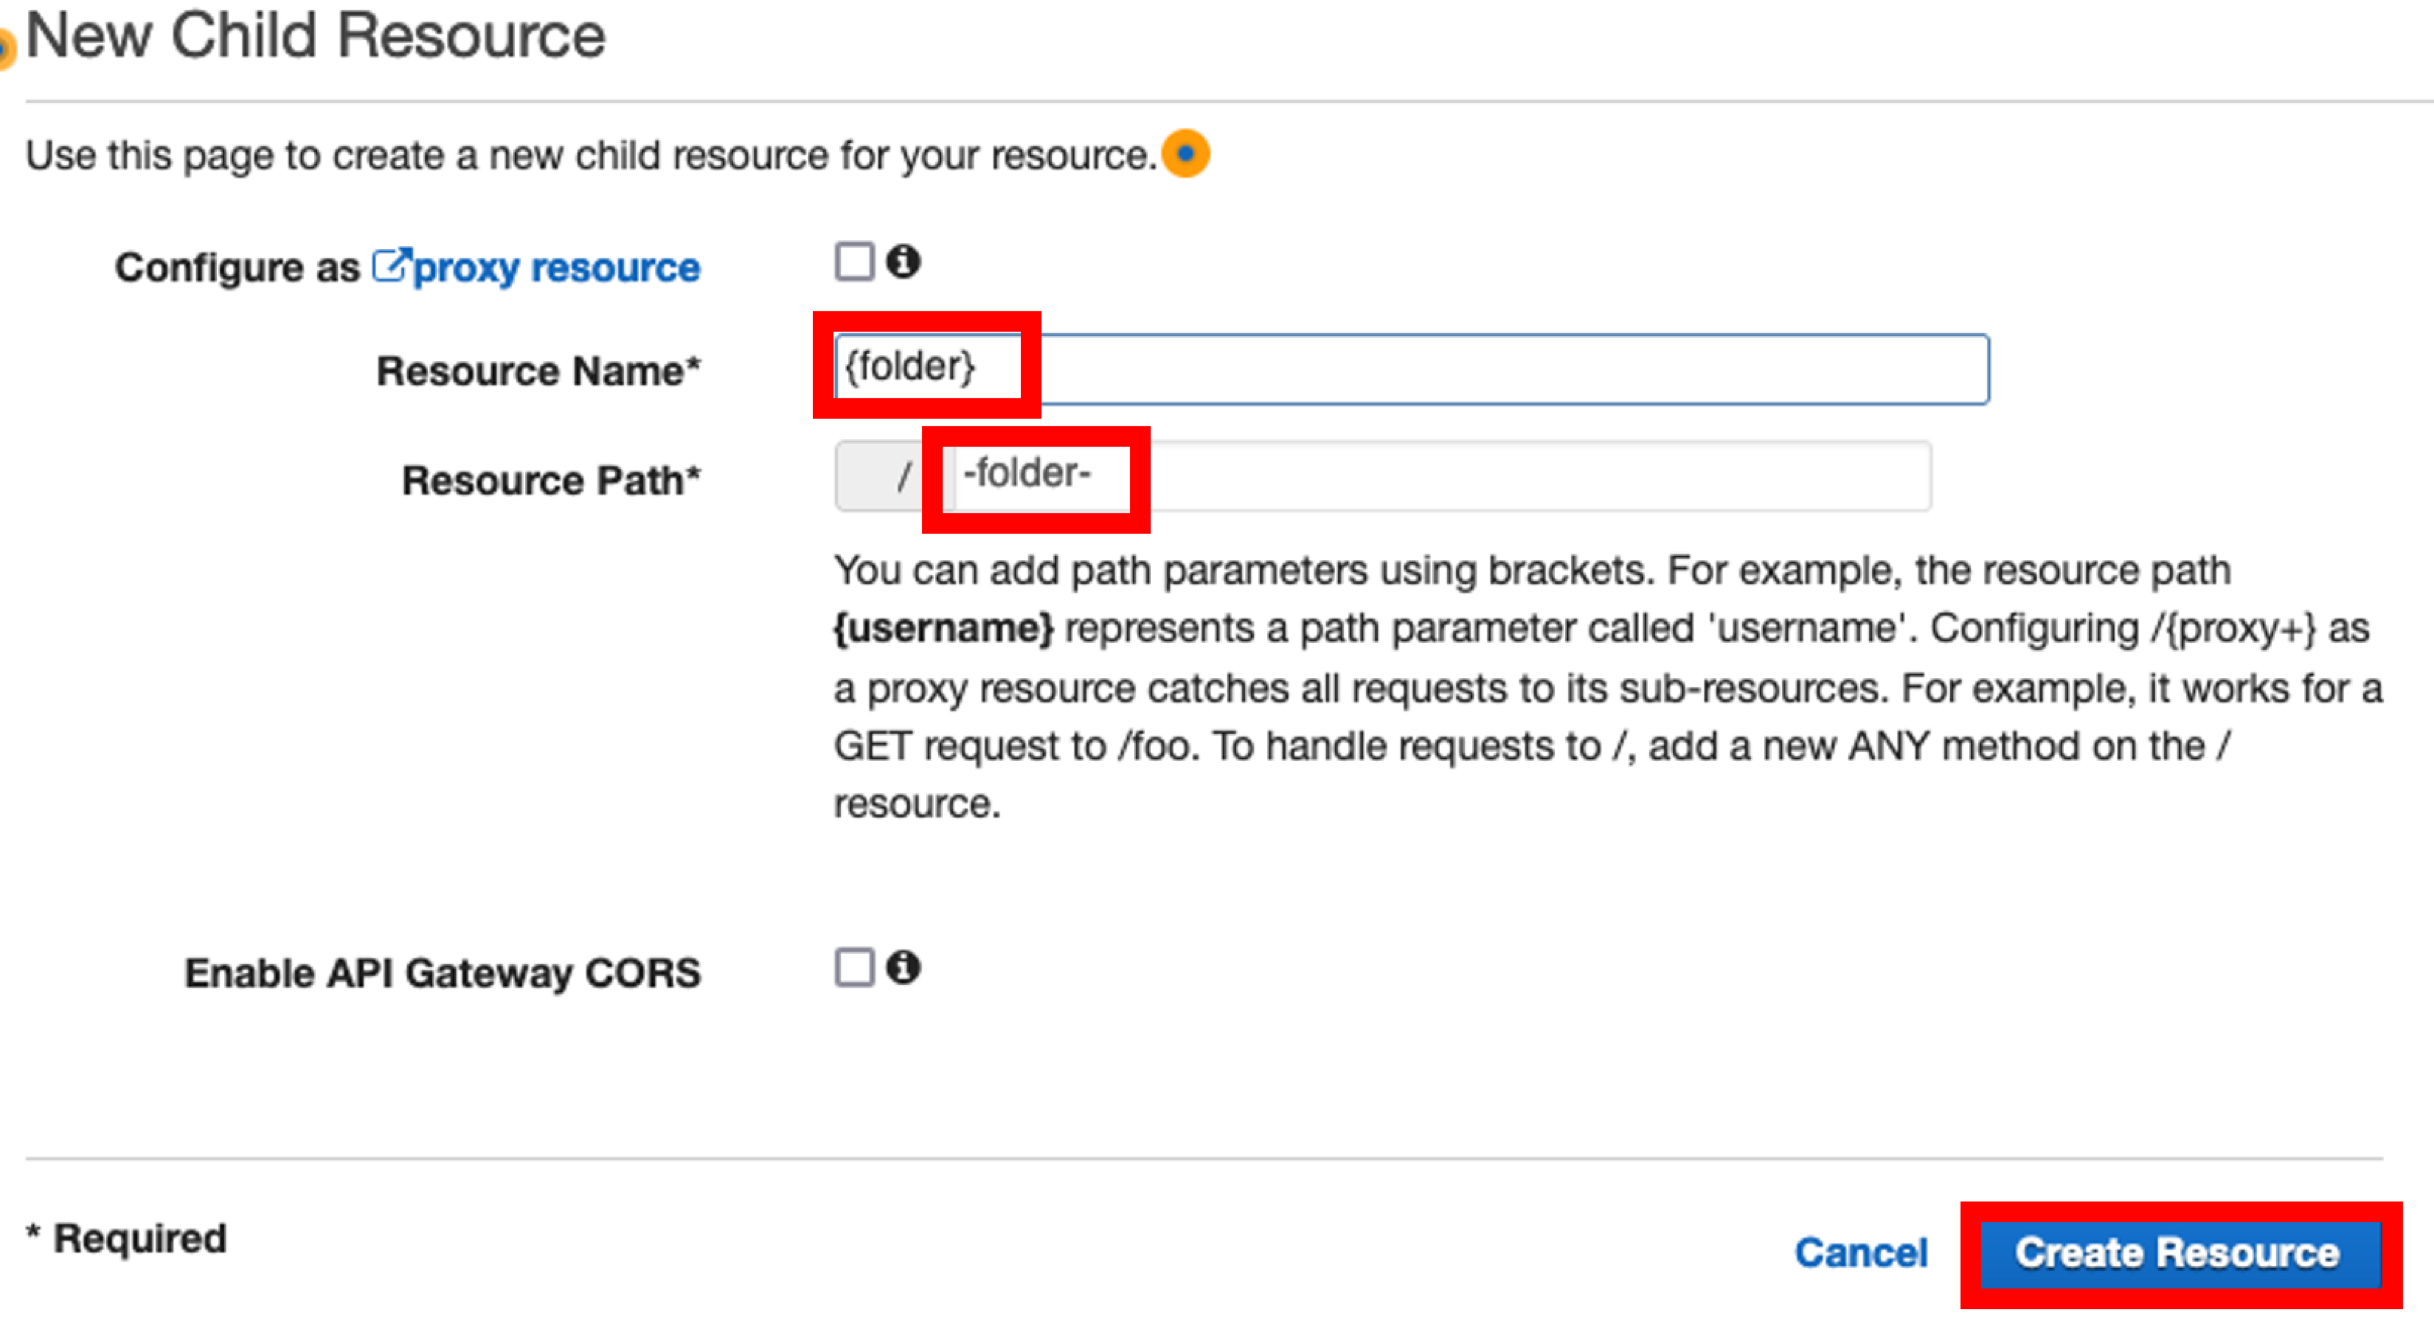 New Child Resource
Use this page to create a new child resource for your resource.
Configure as proxy resource
Resource Name* {folder}
Resource Path* / -folder-
You can add path parameters using brackets. For example, the resource path
{username} represents a path parameter called 'username'. Configuring /{proxy+} as
a proxy resource catches all requests to its sub-resources. For example, it works for a
GET request to /foo. To handle requests to /, add a new ANY method on the /
resource.
Enable API Gateway CORS
* Required
Cancel Create Resource